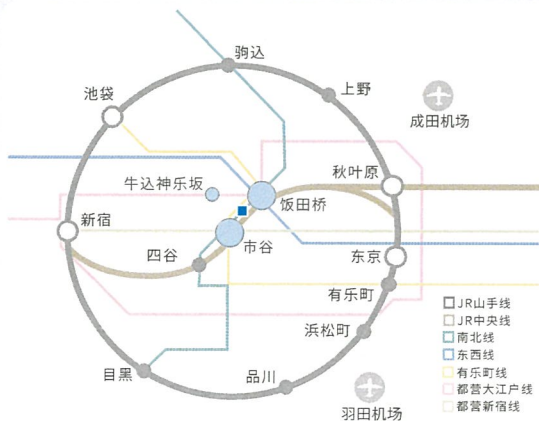 驹込
上野
池袋
成田机场
秋叶原
牛込神乐坂
饭田桥
新宿
市谷
四谷
东京
有乐町
浜松町
目黑
品川
羽田机场
JR山手线
JR中央线
南北线
东西线
有乐町线
都营大江户线
都营新宿线